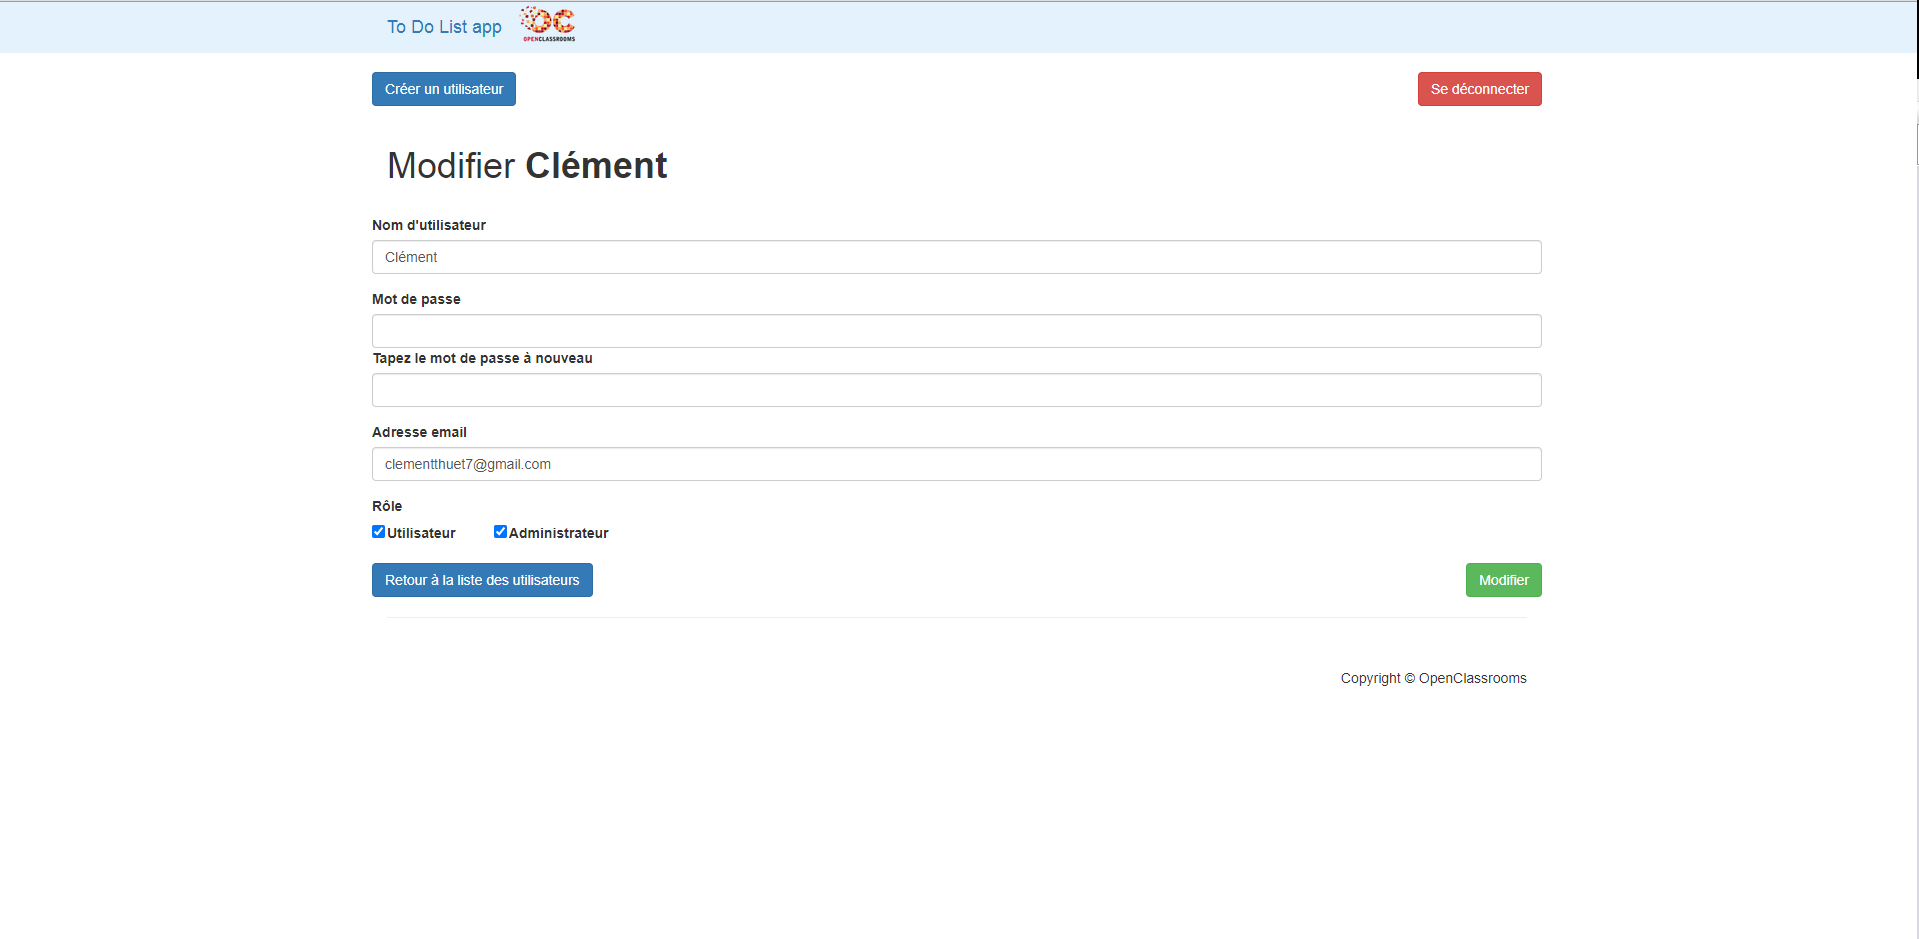 To Do List app
OC
OPENCLASSROOMS
Créer un utilisateur
Se déconnecter
Modifier Clément
Nom d'utilisateur
Clément
Mot de passe
Tapez le mot de passe à nouveau
Adresse email
clementthuet7@gmail.com
Rôle
Utilisateur Administrateur
Retour à la liste des utilisateurs
Modifier
Copyright © OpenClassrooms